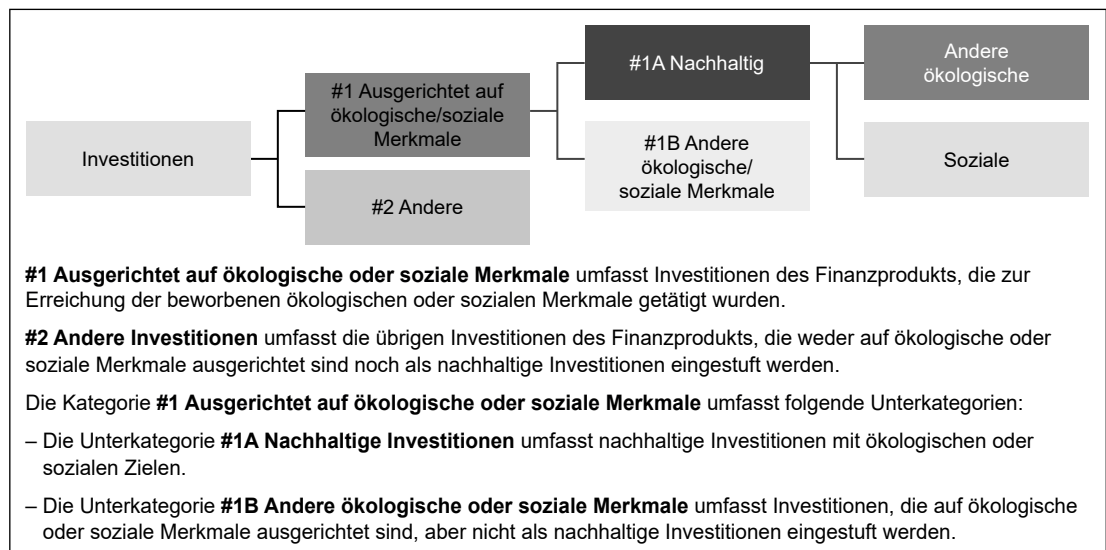 Investitionen
#1 Ausgerichtet auf
ökologische/soziale
Merkmale
#2 Andere
#1A Nachhaltig
#1B Andere
ökologische/
soziale Merkmale
Andere
ökologische
Soziale
#1 Ausgerichtet auf ökologische oder soziale Merkmale umfasst Investitionen des Finanzprodukts, die zur
Erreichung der beworbenen ökologischen oder sozialen Merkmale getätigt wurden.
#2 Andere Investitionen umfasst die übrigen Investitionen des Finanzprodukts, die weder auf ökologische oder
soziale Merkmale ausgerichtet sind noch als nachhaltige Investitionen eingestuft werden.
Die Kategorie #1 Ausgerichtet auf ökologische oder soziale Merkmale umfasst folgende Unterkategorien:
– Die Unterkategorie #1A Nachhaltige Investitionen umfasst nachhaltige Investitionen mit ökologischen oder
sozialen Zielen.
– Die Unterkategorie #1B Andere ökologische oder soziale Merkmale umfasst Investitionen, die auf ökologische
oder soziale Merkmale ausgerichtet sind, aber nicht als nachhaltige Investitionen eingestuft werden.